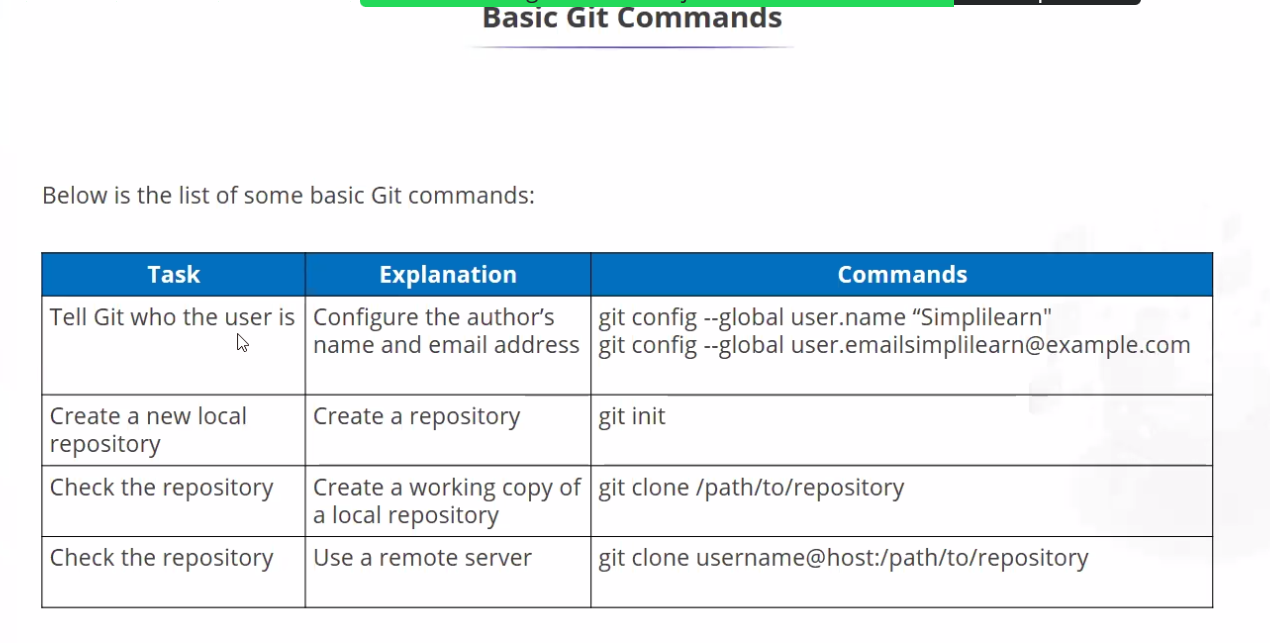 Basic Git Commands
Below is the list of some basic Git commands:
Task Explanation Commands
Tell Git who the user is Configure the author’s git config --global user.name “Simplilearn"
name and email address git config --global user.emailsimplilearn@example.com
Create a new local Create a repository git init
repository
Check the repository Create a working copy of git clone /path/to/repository
a local repository
Check the repository Use a remote server git clone username@host:/path/to/repository